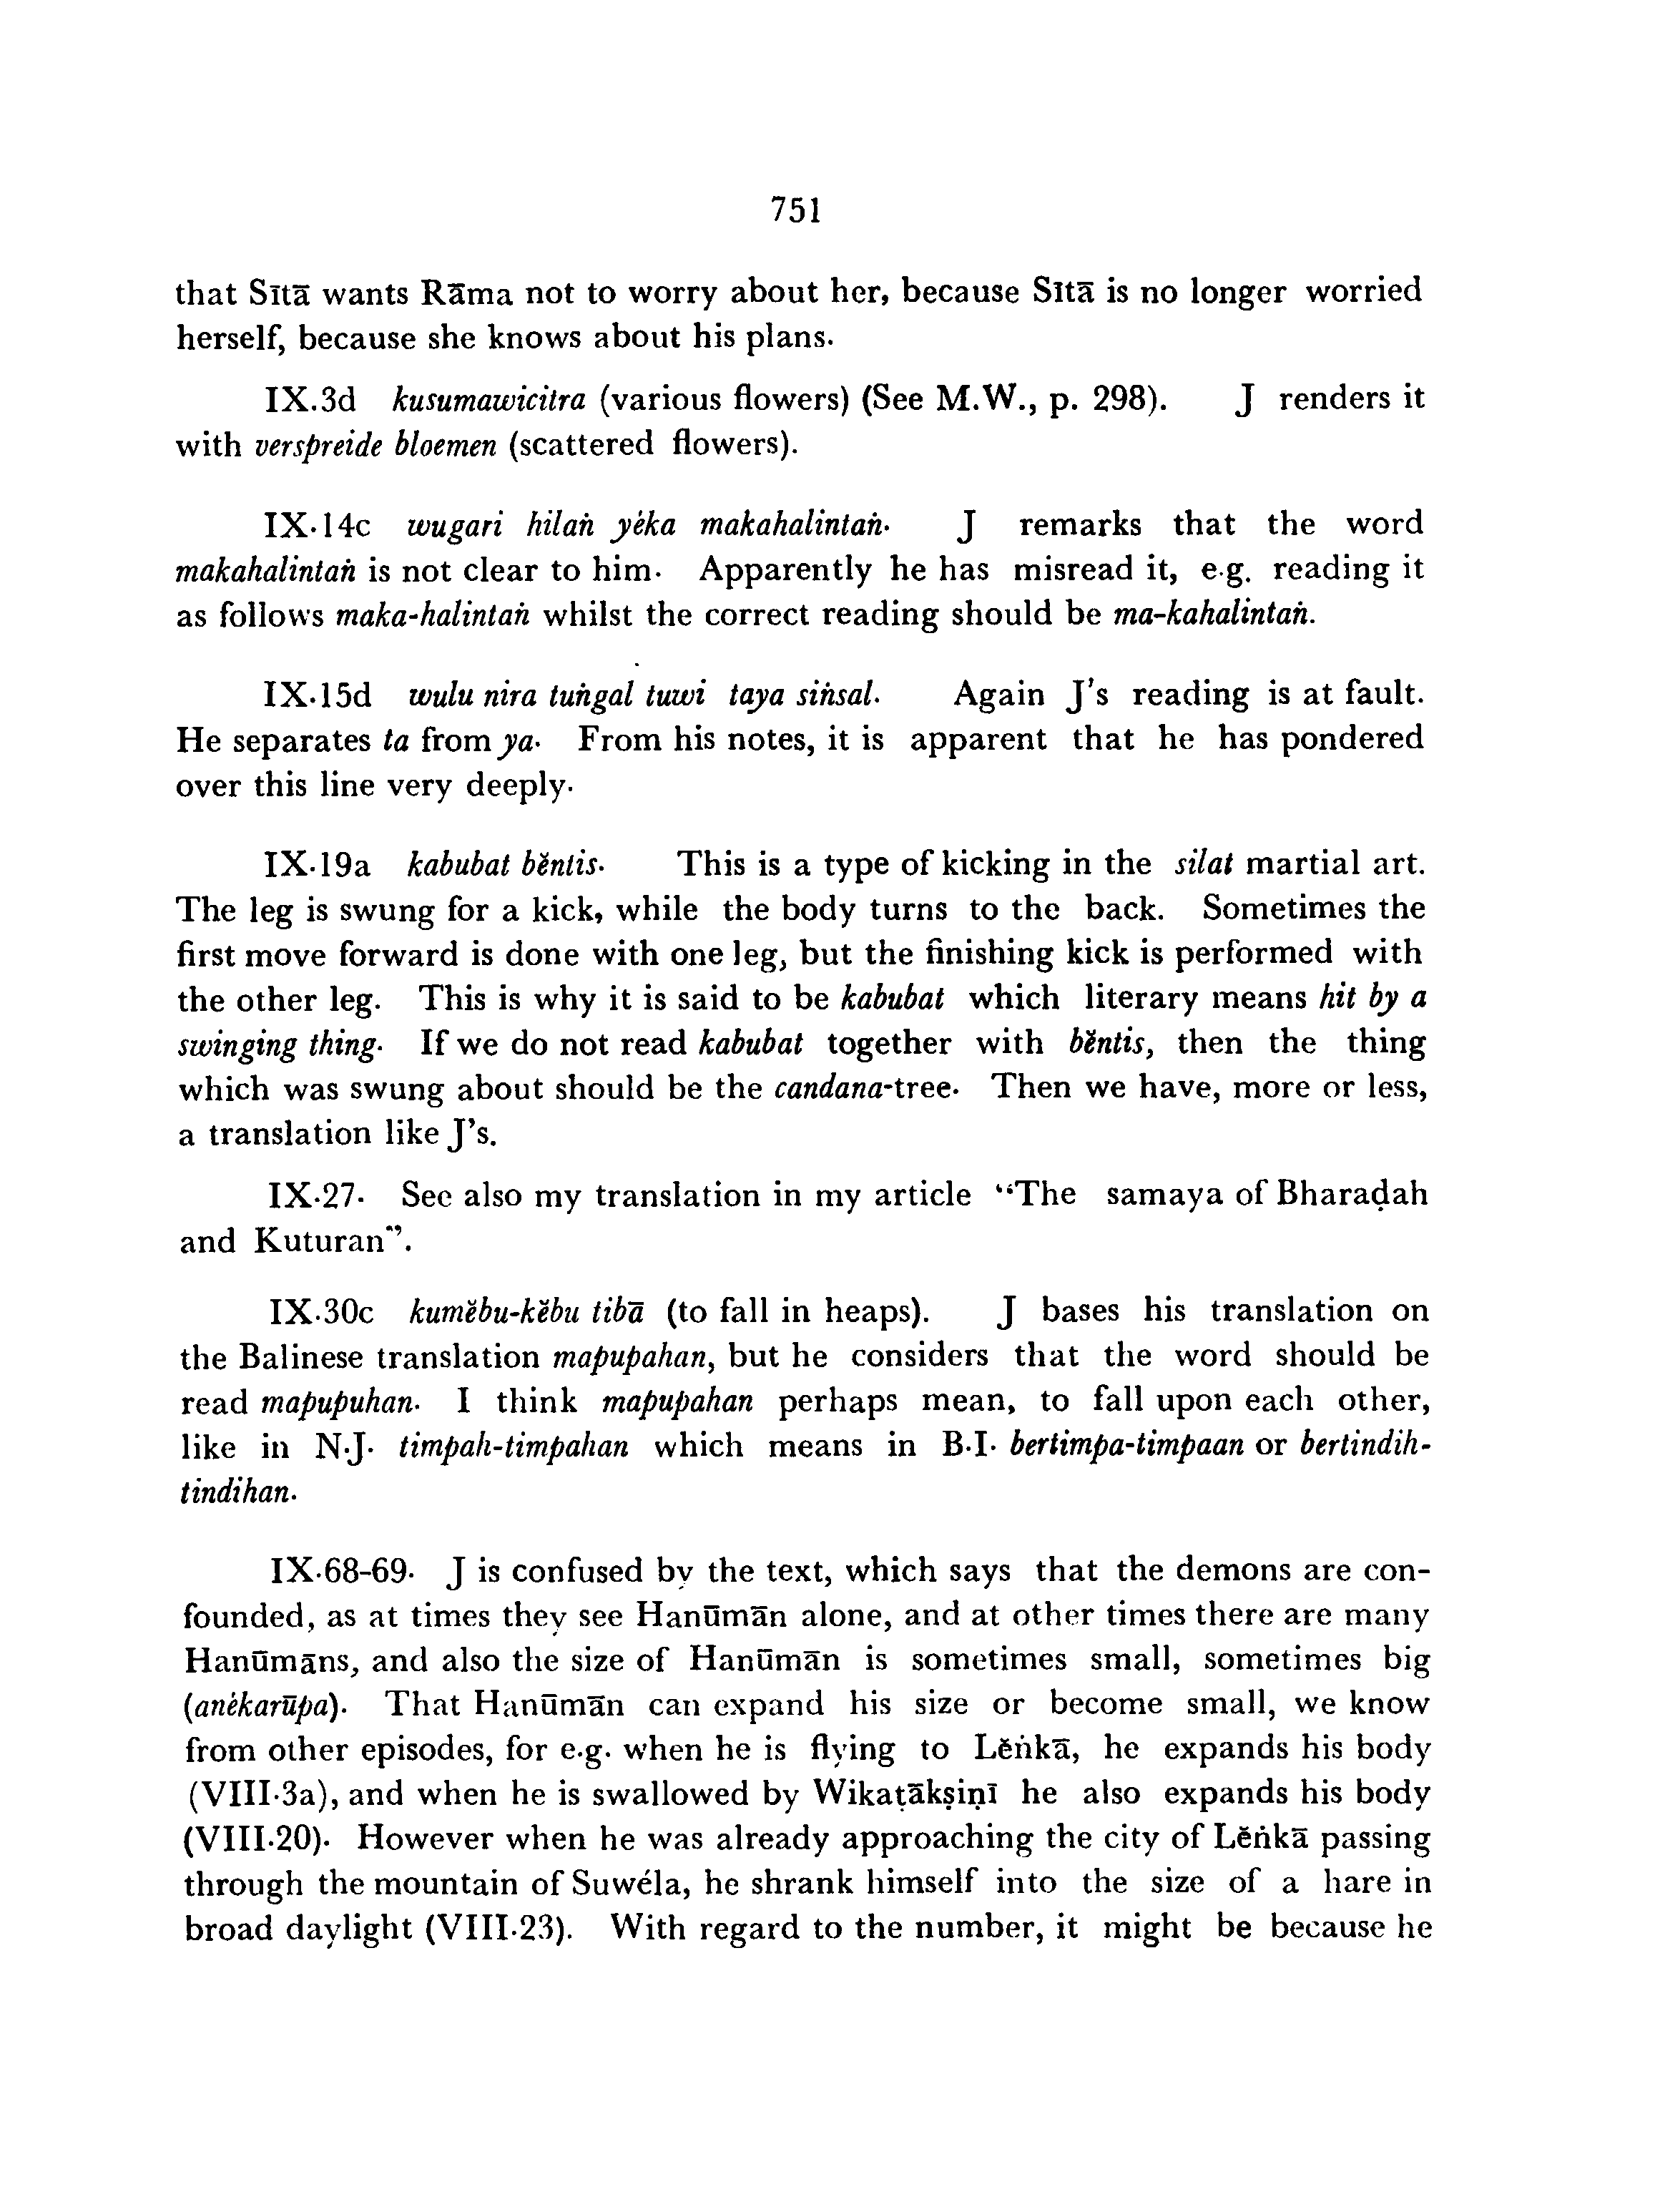 751
that Sītā wants Rāma not to worry about her, because Sītā is no longer worried
herself, because she knows about his plans.
IX.3d kusumawicitra (various flowers) (See M.W., p. 298). J renders it
with verspreide bloemen (scattered flowers).
IX.14c wugari hilaṅ yêka makahalintaṅ. J remarks that the word
makahalintaṅ is not clear to him. Apparently he has misread it, e.g. reading it
as follows maka-halintaṅ whilst the correct reading should be ma-kahalintaṅ.
IX.15d wulu nira tuṅgal tuwi taya siṅsal. Again J's reading is at fault.
He separates ta from ya. From his notes, it is apparent that he has pondered
over this line very deeply.
IX.19a kabubat bĕntis. This is a type of kicking in the silat martial art.
The leg is swung for a kick, while the body turns to the back. Sometimes the
first move forward is done with one leg, but the finishing kick is performed with
the other leg. This is why it is said to be kabubat which literary means hit by a
swinging thing. If we do not read kabubat together with bĕntis, then the thing
which was swung about should be the candana-tree. Then we have, more or less,
a translation like J's.
IX.27. See also my translation in my article "The samaya of Bharaḍah
and Kuturan".
IX.30c kumĕbu-kĕbu tibā (to fall in heaps). J bases his translation on
the Balinese translation mapupahan, but he considers that the word should be
read mapupuhan. I think mapupahan perhaps mean, to fall upon each other,
like in N.J. timpah-timpahan which means in B.I. bertimpa-timpaan or bertindih-
tindihan.
IX.68-69. J is confused by the text, which says that the demons are con-
founded, as at times they see Hanūmān alone, and at other times there are many
Hanūmāns, and also the size of Hanūmān is sometimes small, sometimes big
(anêkarūpa). That Hanūmān can expand his size or become small, we know
from other episodes, for e.g. when he is flying to Lĕṅkā, he expands his body
(VIII.3a), and when he is swallowed by Wikaṭākṣiṇī he also expands his body
(VIII.20). However when he was already approaching the city of Lĕṅkā passing
through the mountain of Suwéla, he shrank himself into the size of a hare in
broad daylight (VIII.23). With regard to the number, it might be because he